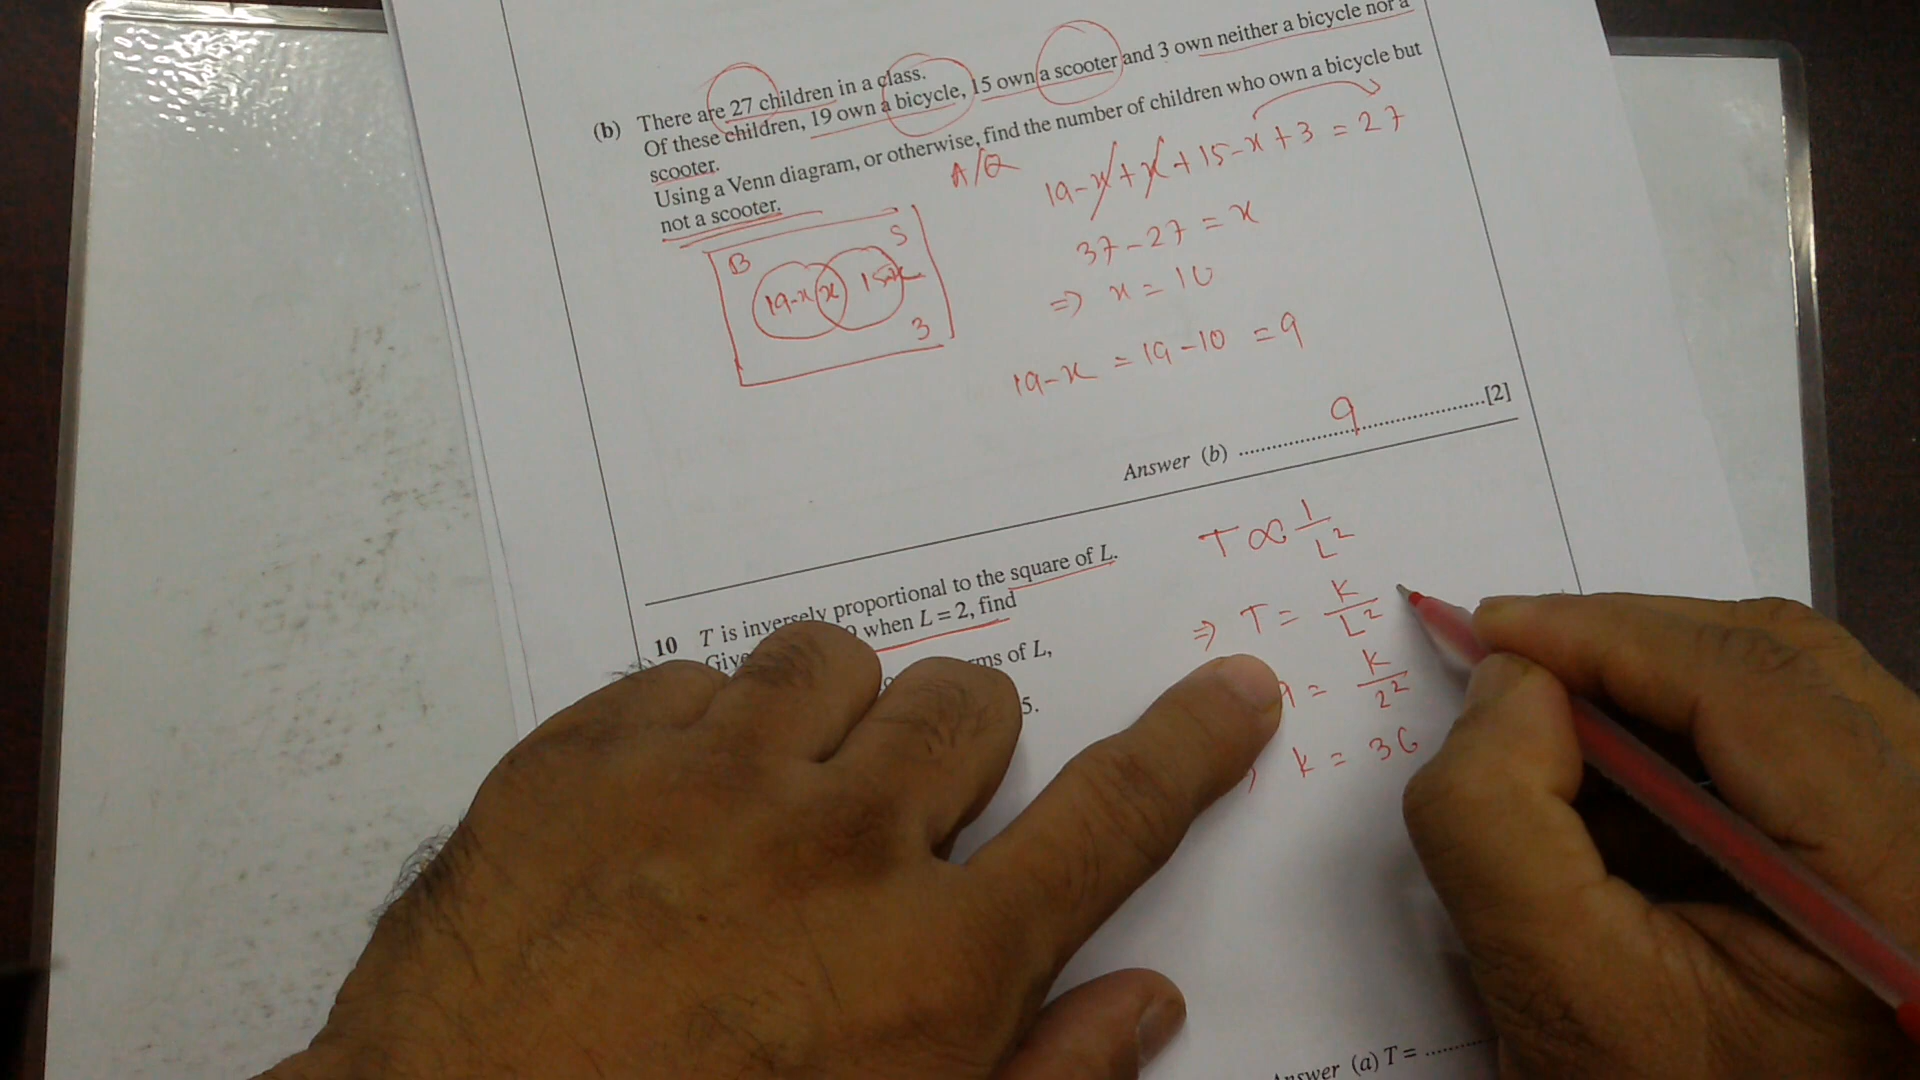 (b) There are 27 children in a class.
Of these children, 19 own a bicycle, 15 own a scooter and 3 own neither a bicycle nor a
scooter.
Using a Venn diagram, or otherwise, find the number of children who own a bicycle but
not a scooter.
A/Q
19-x+x+15-x+3 = 27
37-27 = x
⇒ x = 10
19-x = 19-10 = 9
B S
19-x x 15-x
3
Answer (b) ..........9..........[2]
10 T is inversely proportional to the square of L.
when L = 2, find
of L,
5.
T ∝ 1/L²
⇒ T = k/L²
9 = k/2²
k = 36
Answer (a) T = ........